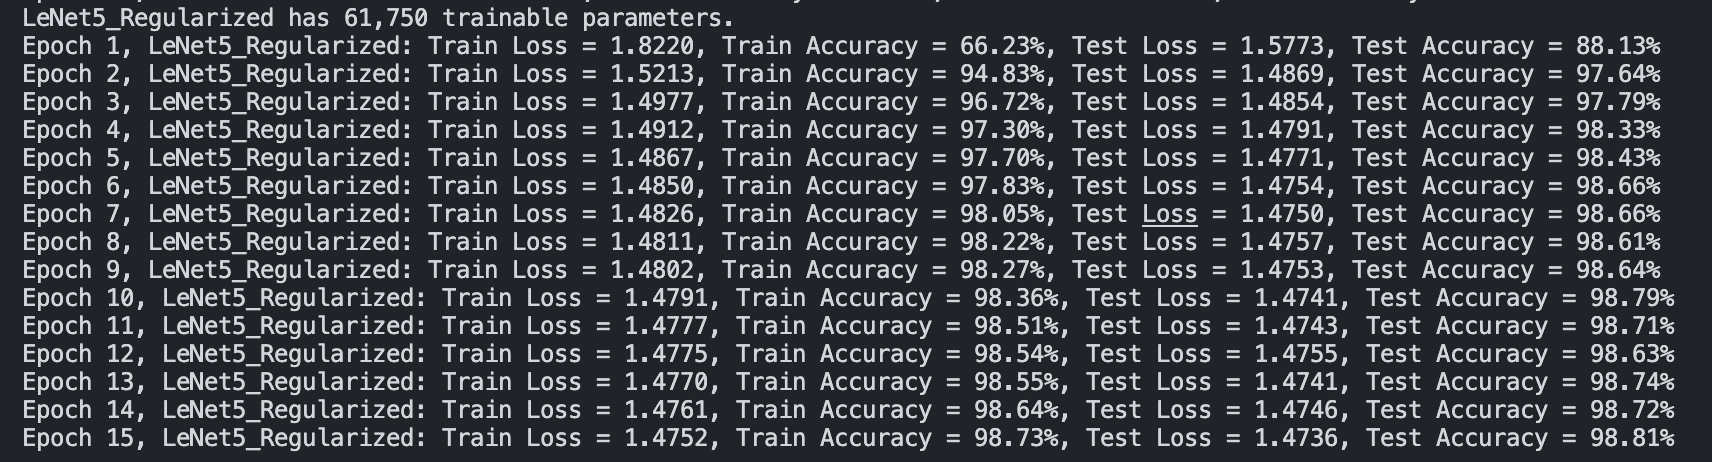 LeNet5_Regularized has 61,750 trainable parameters.
Epoch 1, LeNet5_Regularized: Train Loss = 1.8220, Train Accuracy = 66.23%, Test Loss = 1.5773, Test Accuracy = 88.13%
Epoch 2, LeNet5_Regularized: Train Loss = 1.5213, Train Accuracy = 94.83%, Test Loss = 1.4869, Test Accuracy = 97.64%
Epoch 3, LeNet5_Regularized: Train Loss = 1.4977, Train Accuracy = 96.72%, Test Loss = 1.4854, Test Accuracy = 97.79%
Epoch 4, LeNet5_Regularized: Train Loss = 1.4912, Train Accuracy = 97.30%, Test Loss = 1.4791, Test Accuracy = 98.33%
Epoch 5, LeNet5_Regularized: Train Loss = 1.4867, Train Accuracy = 97.70%, Test Loss = 1.4771, Test Accuracy = 98.43%
Epoch 6, LeNet5_Regularized: Train Loss = 1.4850, Train Accuracy = 97.83%, Test Loss = 1.4754, Test Accuracy = 98.66%
Epoch 7, LeNet5_Regularized: Train Loss = 1.4826, Train Accuracy = 98.05%, Test Loss = 1.4750, Test Accuracy = 98.66%
Epoch 8, LeNet5_Regularized: Train Loss = 1.4811, Train Accuracy = 98.22%, Test Loss = 1.4757, Test Accuracy = 98.61%
Epoch 9, LeNet5_Regularized: Train Loss = 1.4802, Train Accuracy = 98.27%, Test Loss = 1.4753, Test Accuracy = 98.64%
Epoch 10, LeNet5_Regularized: Train Loss = 1.4791, Train Accuracy = 98.36%, Test Loss = 1.4741, Test Accuracy = 98.79%
Epoch 11, LeNet5_Regularized: Train Loss = 1.4777, Train Accuracy = 98.51%, Test Loss = 1.4743, Test Accuracy = 98.71%
Epoch 12, LeNet5_Regularized: Train Loss = 1.4775, Train Accuracy = 98.54%, Test Loss = 1.4755, Test Accuracy = 98.63%
Epoch 13, LeNet5_Regularized: Train Loss = 1.4770, Train Accuracy = 98.55%, Test Loss = 1.4741, Test Accuracy = 98.74%
Epoch 14, LeNet5_Regularized: Train Loss = 1.4761, Train Accuracy = 98.64%, Test Loss = 1.4746, Test Accuracy = 98.72%
Epoch 15, LeNet5_Regularized: Train Loss = 1.4752, Train Accuracy = 98.73%, Test Loss = 1.4736, Test Accuracy = 98.81%